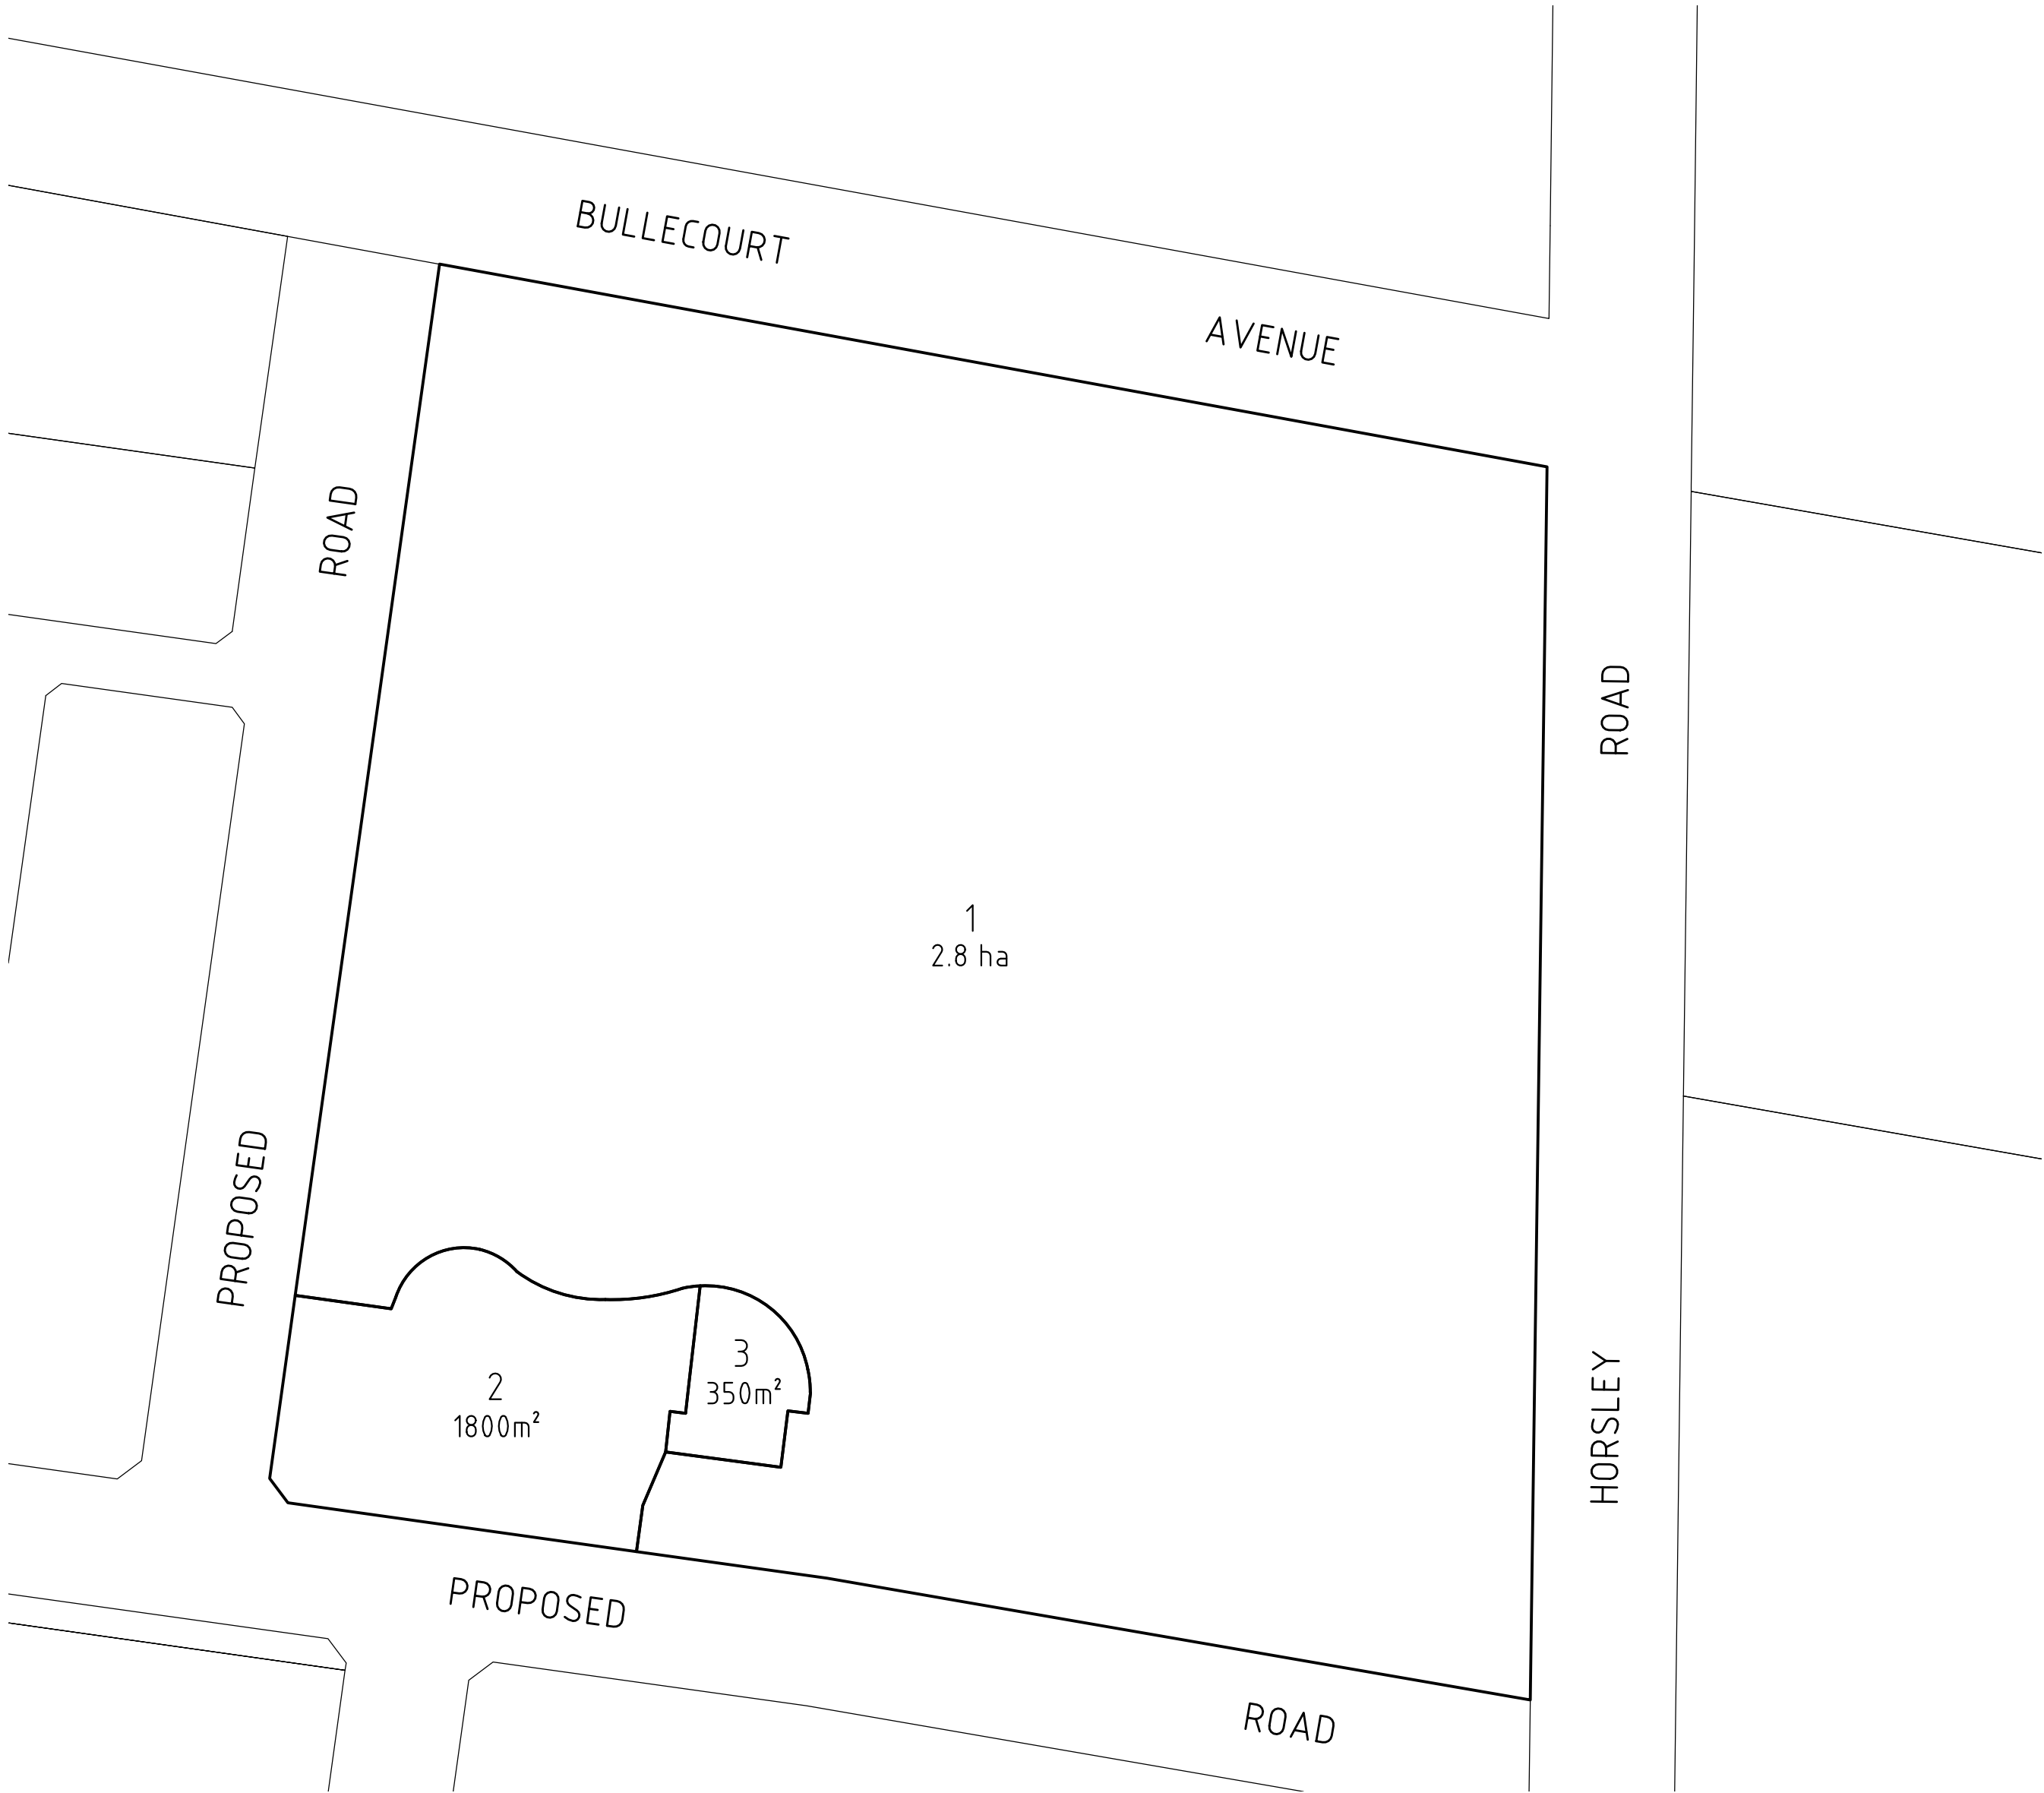 BULLECOURT AVENUE
PROPOSED ROAD
HORSLEY ROAD
1
2.8 ha
2
1800m²
3
350m²
PROPOSED ROAD